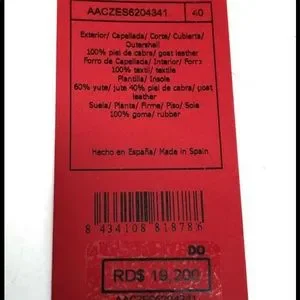 AACZES6204341 40
Exterior/ Capellada/ Corte/ Cubierta/
Outershell
100% piel de cabra/ goat leather
Forro de Capellada/ Interior/ Forro
100% textil/ textile
Plantilla/ Insole
60% yute/ jute 40% piel de cabra/ goat
leather
Suela/ Planta/ Firme/ Piso/ Sole
100% goma/ rubber
Hecho en España/ Made in Spain
8 434108 818786
DO
RD$ 19,200
AACZES6204341